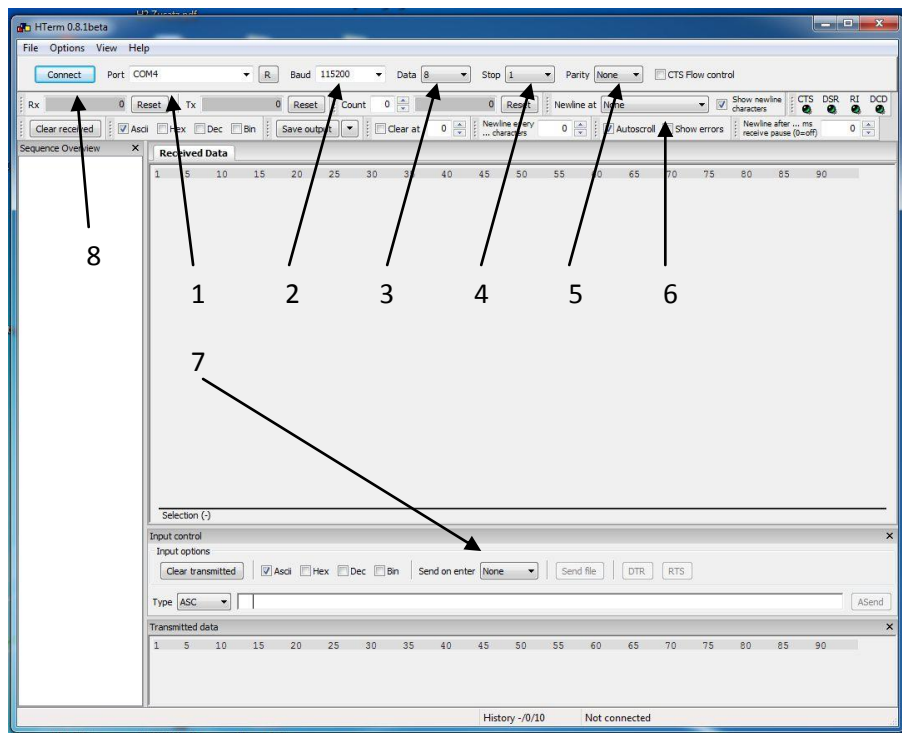 HTerm 0.8.1beta
File Options View Help
Connect Port COM4 R Baud 115200 Data 8 Stop 1 Parity None CTS Flow control
Rx 0 Reset Tx 0 Reset Count 0 0 Reset Newline at None Show newline characters CTS DSR RI DCD
Clear received Ascii Hex Dec Bin Save output Clear at 0 Newline every ... characters 0 Autoscroll Show errors Newline after ... ms receive pause (0=off) 0
Sequence Overview X Received Data
1 5 10 15 20 25 30 35 40 45 50 55 60 65 70 75 80 85 90
8
1 2 3 4 5 6
7
Selection (-)
Input control
Input options
Clear transmitted Ascii Hex Dec Bin Send on enter None Send file DTR RTS
Type ASC ASend
Transmitted data
1 5 10 15 20 25 30 35 40 45 50 55 60 65 70 75 80 85 90
History -/0/10 Not connected